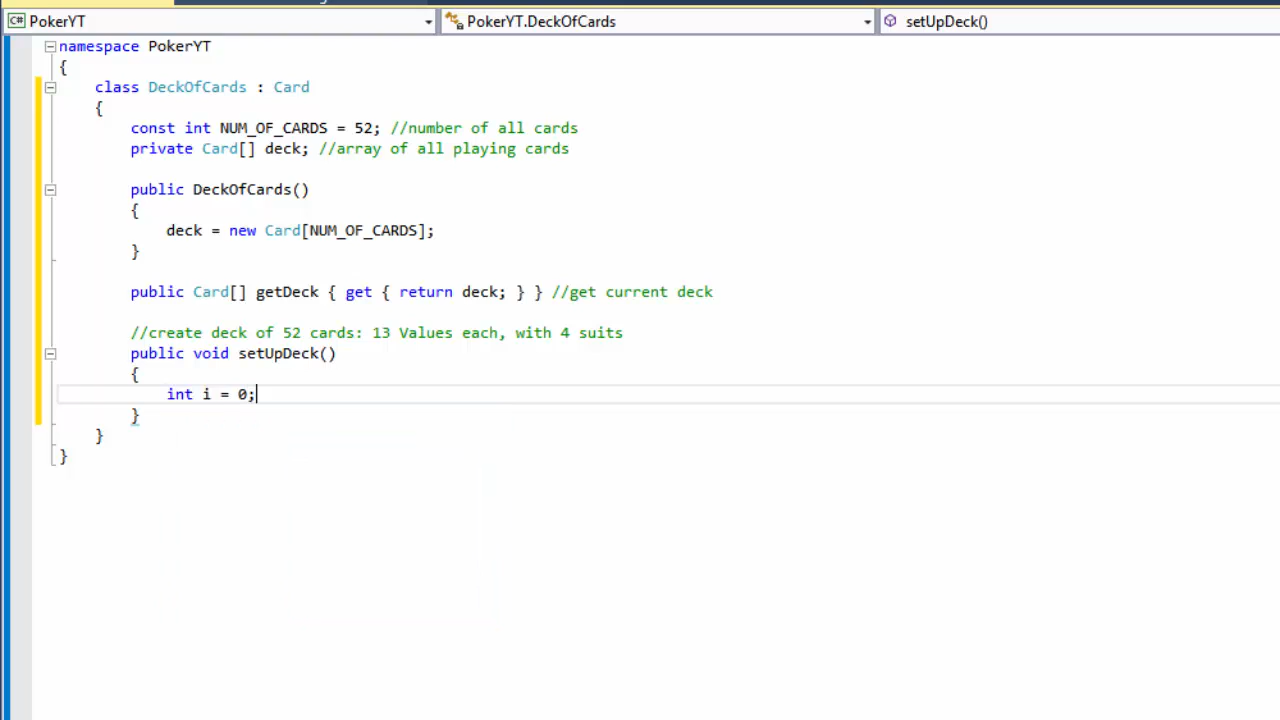 C# PokerYT PokerYT.DeckOfCards setUpDeck()
namespace PokerYT
{
class DeckOfCards : Card
{
const int NUM_OF_CARDS = 52; //number of all cards
private Card[] deck; //array of all playing cards
public DeckOfCards()
{
deck = new Card[NUM_OF_CARDS];
}
public Card[] getDeck { get { return deck; } } //get current deck
//create deck of 52 cards: 13 Values each, with 4 suits
public void setUpDeck()
{
int i = 0;
}
}
}